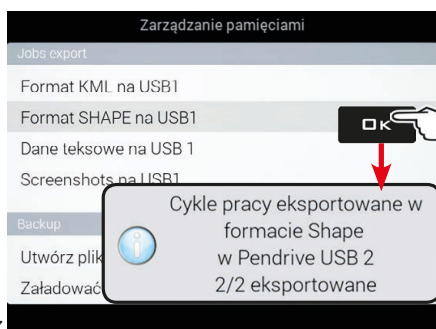 Zarządzanie pamięciami
Jobs export
Format KML na USB1
Format SHAPE na USB1
OK
Dane teksowe na USB 1
Screenshots na USB1
Cykle pracy eksportowane w
formacie Shape
w Pendrive USB 2
2/2 eksportowane
Backup
Utwórz plik
Załadować